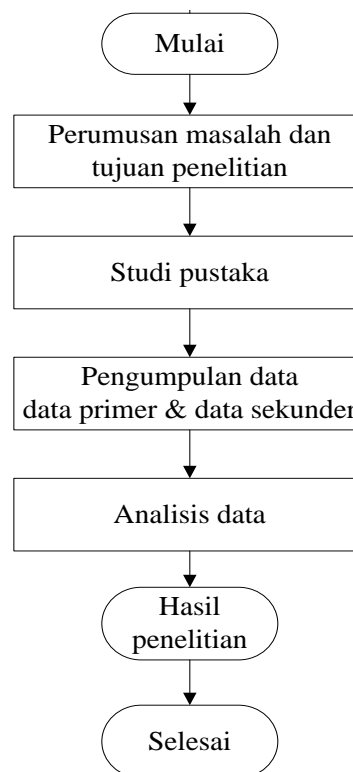 Mulai
Perumusan masalah dan
tujuan penelitian
Studi pustaka
Pengumpulan data
data primer & data sekunder
Analisis data
Hasil
penelitian
Selesai